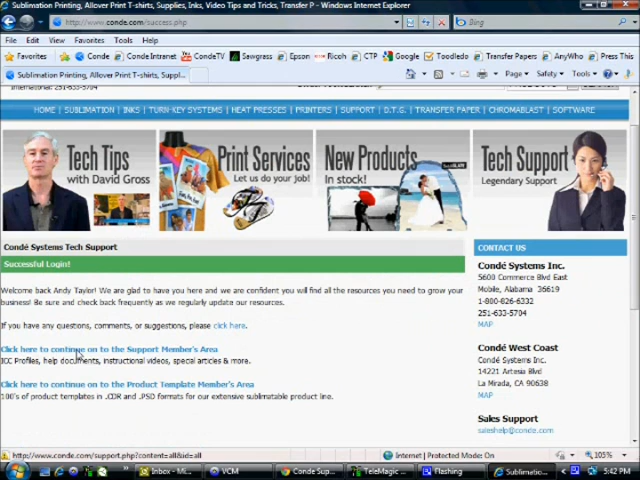 Sublimation Printing, Allover Print T-shirts, Supplies, Inks, Video Tips and Tricks, Transfer P - Windows Internet Explorer
http://www.conde.com/success.php
Bing
File Edit View Favorites Tools Help
Favorites
Yahoo
CondeTV Sawgrass Epson Ricoh CTP Google Toodledo Transfer Papers AnyWho Press This
Sublimation Printing, Allover Print T-shirts, Suppl...
Page Safety Tools
International: 251-633-5704
HOME | SUBLIMATION | INKS | TURN-KEY SYSTEMS | HEAT PRESSES | PRINTERS | SUPPORT | D.T.G. | TRANSFER PAPER | CHROMABLAST | SOFTWARE
Tech Tips
with David Gross
Print Services
Let us do your job!
New Products
In stock!
Tech Support
Legendary Support
Condé Systems Tech Support
Successful Login!
Welcome back Andy Taylor! We are glad to have you here and we are confident you will find all the resources you need to grow your
business! Be sure and check back frequently as we regularly update our resources.
If you have any questions, comments, or suggestions, please click here.
Click here to continue on to the Support Member's Area
ICC Profiles, help documents, instructional videos, special articles & more.
Click here to continue on to the Product Template Member's Area
100's of product templates in .CDR and .PSD formats for our extensive sublimatable product line.
CONTACT US
Condé Systems Inc.
5600 Commerce Blvd East
Mobile, Alabama 36619
1-800-826-6332
251-633-5704
MAP
Condé West Coast
Condé Systems Inc.
14221 Artesia Blvd
La Mirada, CA 90638
MAP
Sales Support
saleshelp@conde.com
http://www.conde.com/support.php?content=all&id=all
Internet | Protected Mode: On
105%
Inbox - Mi...
VCM
Conde Sup...
TeleMagic ...
Flashing
Sublimatio...
5:42 PM